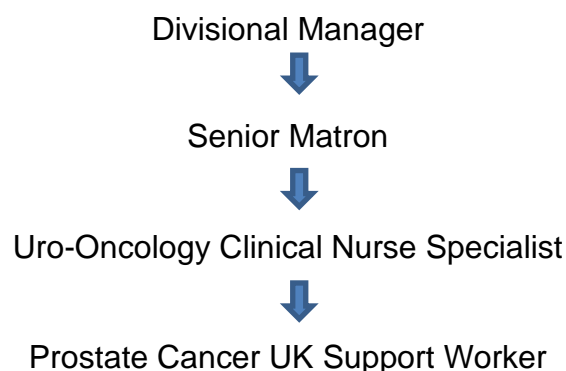 Divisional Manager
Senior Matron
Uro-Oncology Clinical Nurse Specialist
Prostate Cancer UK Support Worker